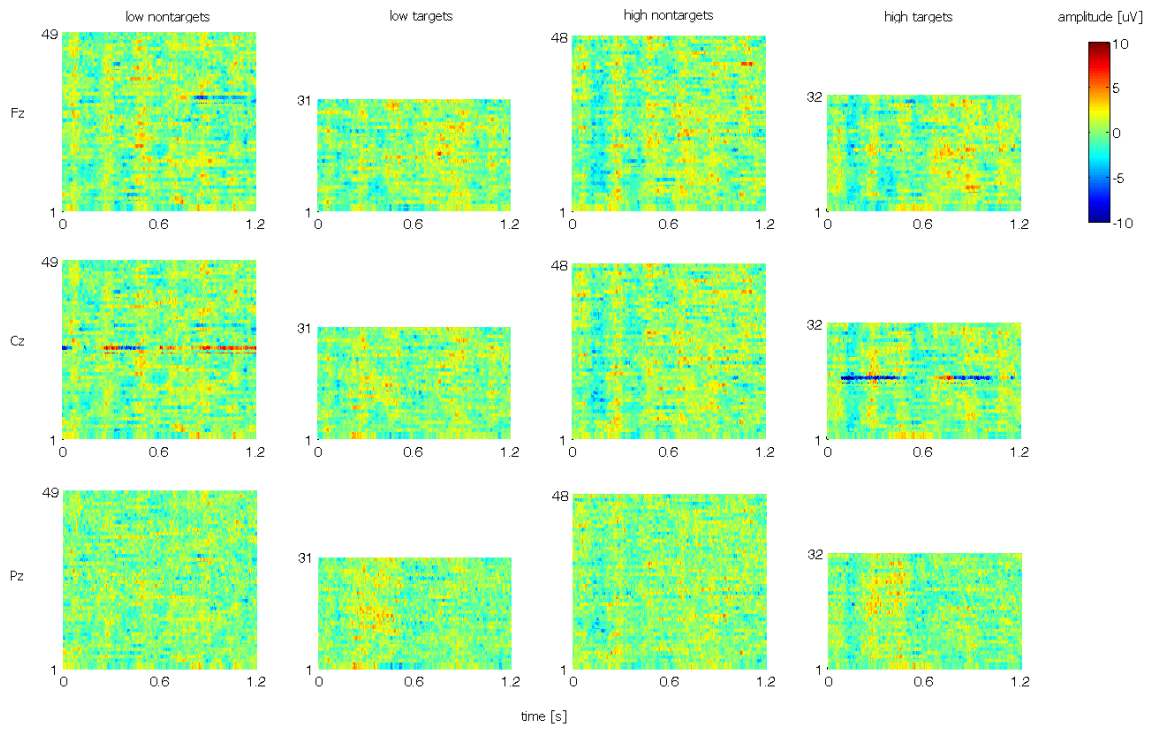 low nontargets low targets high nontargets high targets amplitude [uV]
49 48 10
31 32 5
Fz 0
-5
1 1 1 1 -10
0 0.6 1.2 0 0.6 1.2 0 0.6 1.2 0 0.6 1.2
49 48
31 32
Cz
1 1 1 1
0 0.6 1.2 0 0.6 1.2 0 0.6 1.2 0 0.6 1.2
49 48
31 32
Pz
1 1 1 1
0 0.6 1.2 0 0.6 1.2 0 0.6 1.2 0 0.6 1.2
time [s]